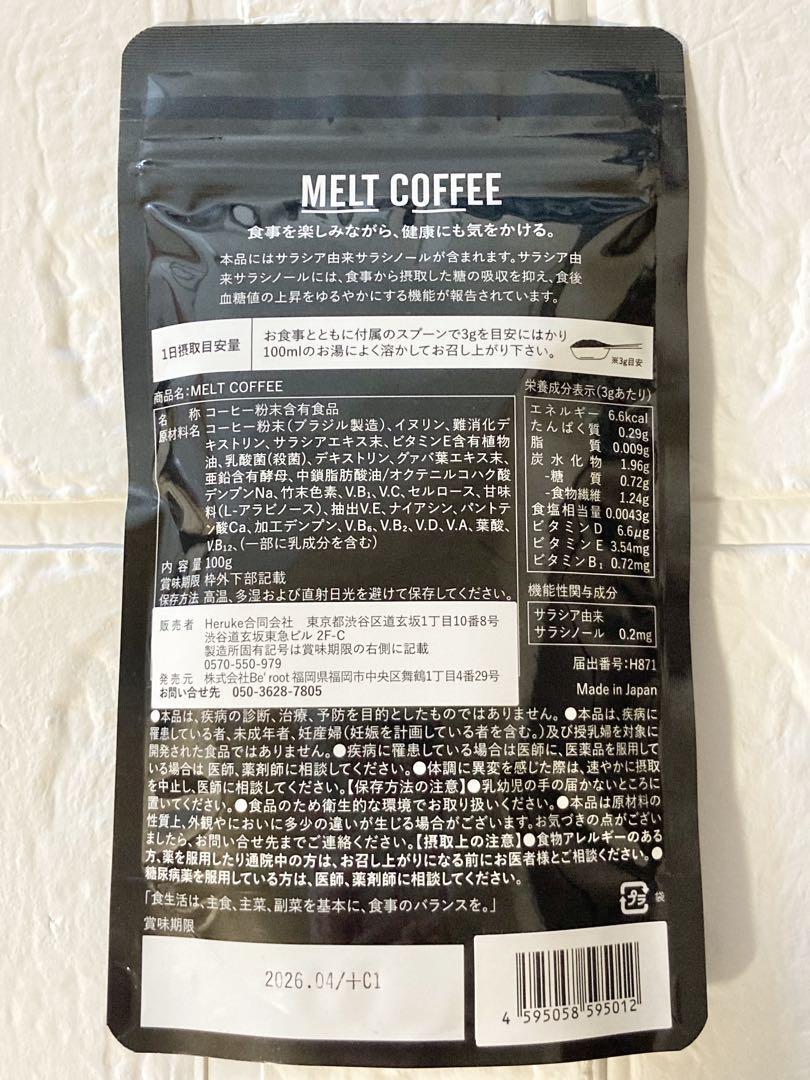 MELT COFFEE
食事を楽しみながら、健康にも気をかける。
本品にはサラシア由来サラシノールが含まれます。サラシア由
来サラシノールには、食事から摂取した糖の吸収を抑え、食後
血糖値の上昇をゆるやかにする機能が報告されています。
1日摂取目安量
お食事とともに付属のスプーンで3gを目安にはかり
100mlのお湯によく溶かしてお召し上がり下さい。
※3g目安
商品名:MELT COFFEE
名 称 コーヒー粉末含有食品
原材料名 コーヒー粉末(ブラジル製造)、イヌリン、難消化デ
キストリン、サラシアエキス末、ビタミンE含有植物
油、乳酸菌(殺菌)、デキストリン、グァバ葉エキス末、
亜鉛含有酵母、中鎖脂肪酸油/オクテニルコハク酸
デンプンNa、竹末色素、V.B₁、V.C、セルロース、甘味
料(L-アラビノース)、抽出V.E、ナイアシン、パントテ
ン酸Ca、加工デンプン、V.B₆、V.B₂、V.D、V.A、葉酸、
V.B₁₂、(一部に乳成分を含む)
内 容 量 100g
賞味期限 枠外下部記載
保存方法 高温、多湿および直射日光を避けて保存してください。
販売者 Heruke合同会社 東京都渋谷区道玄坂1丁目10番8号
渋谷道玄坂東急ビル 2F-C
製造所固有記号は賞味期限の右側に記載
0570-550-979
発売元 株式会社Be' root 福岡県福岡市中央区舞鶴1丁目4番29号
お問い合せ先 050-3628-7805
栄養成分表示(3gあたり)
エネルギー 6.6kcal
たんぱく質 0.29g
脂 質 0.009g
炭水化物 1.96g
-糖 質 0.72g
-食物繊維 1.24g
食塩相当量 0.0043g
ビタミンD 6.6μg
ビタミンE 3.54mg
ビタミンB₁ 0.72mg
機能性関与成分
サラシア由来
サラシノール 0.2mg
届出番号:H871
Made in Japan
●本品は、疾病の診断、治療、予防を目的としたものではありません。●本品は、疾病に
罹患している者、未成年者、妊産婦(妊娠を計画している者を含む。)及び授乳婦を対象に
開発された食品ではありません。●疾病に罹患している場合は医師に、医薬品を服用して
いる場合は 医師、薬剤師に相談してください。●体調に異変を感じた際は、速やかに摂取
を中止し、医師に相談してください。【保存方法の注意】●乳幼児の手の届かないところに
置いてください。●食品のため衛生的な環境でお取り扱いください。●本品は原材料の
性質上、外観やにおいに多少の違いが生じる場合がございます。お気づきの点がござい
ましたら、お問い合せ先までご連絡ください。【摂取上の注意】●食物アレルギーのある
方、薬を服用したり通院中の方は、お召し上がりになる前にお医者様とご相談ください。●
糖尿病薬を服用している方は、医師、薬剤師に相談してください。
「食生活は、主食、主菜、副菜を基本に、食事のバランスを。」
プラ 袋
賞味期限
2026.04/+C1
4 595058 595012